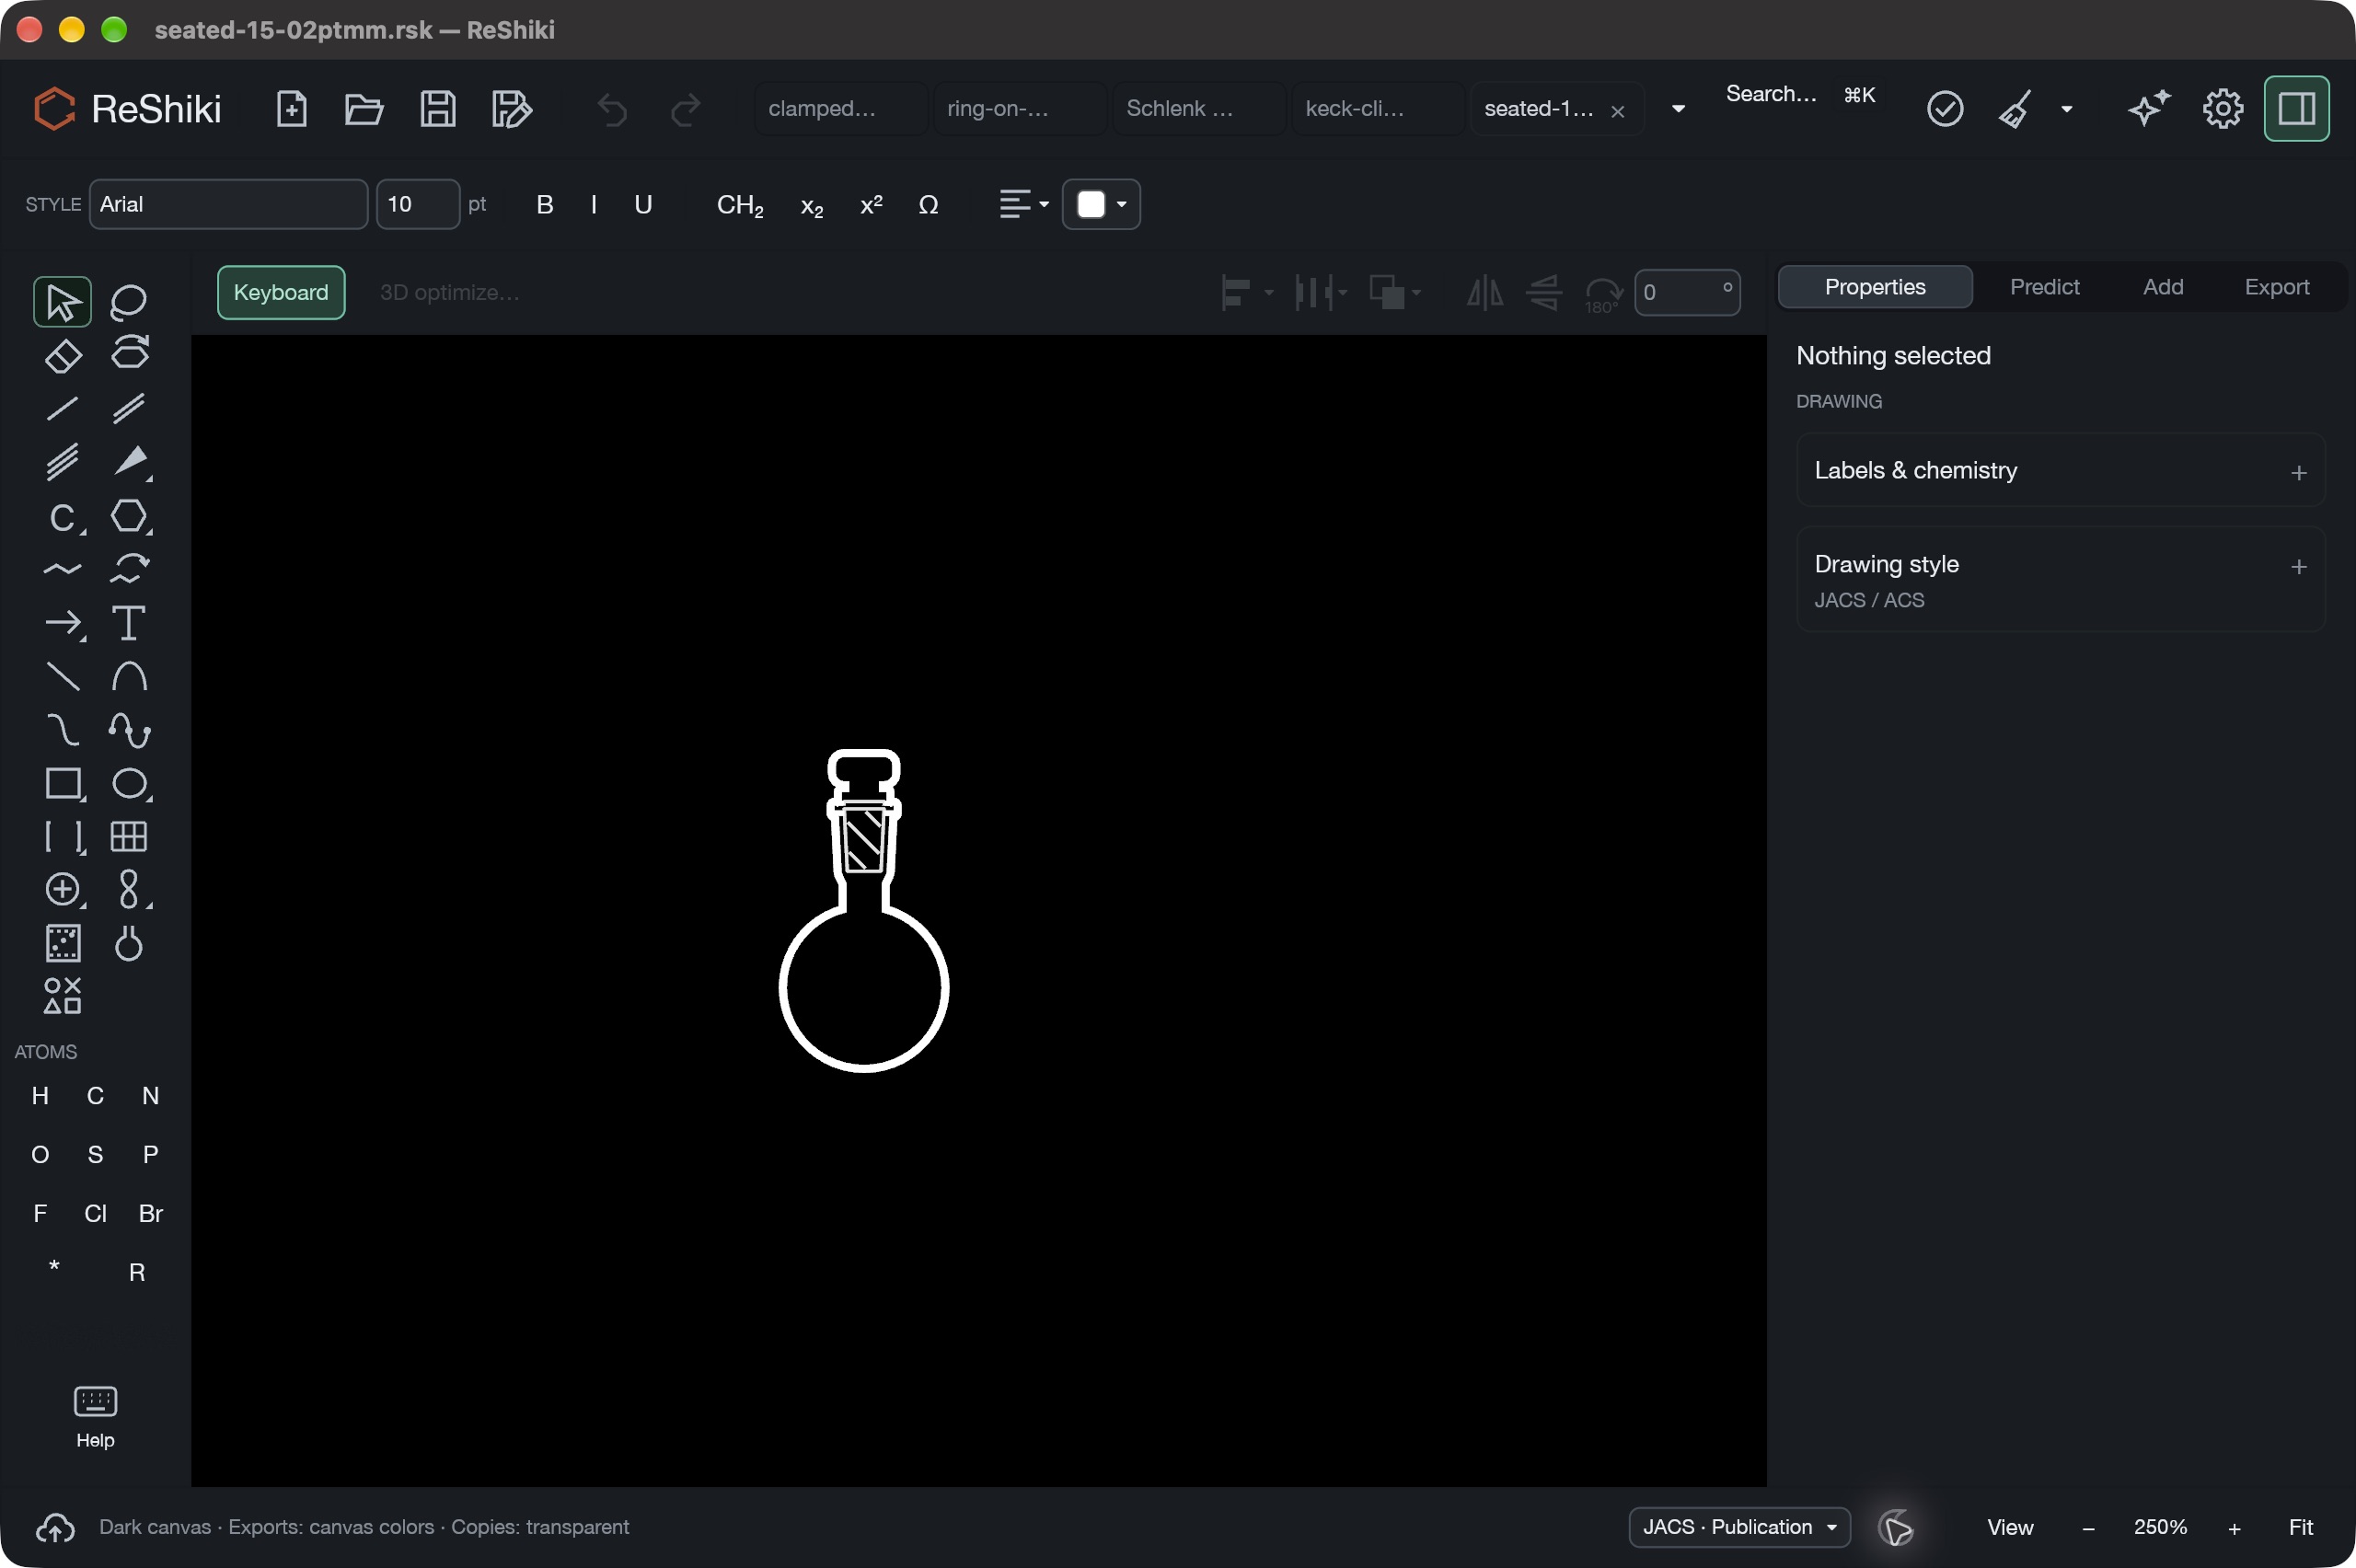 seated-15-02ptmm.rsk — ReShiki
ReShiki
clamped...
ring-on-...
Schlenk ...
keck-cli...
seated-1...
Search... ⌘K
STYLE Arial 10 pt B I U CH₂ x₂ x² Ω
Keyboard 3D optimize...
180° 0 °
Properties Predict Add Export
Nothing selected
DRAWING
Labels & chemistry +
Drawing style +
JACS / ACS
C
T
ATOMS
H C N
O S P
F Cl Br
* R
Help
Dark canvas · Exports: canvas colors · Copies: transparent
JACS · Publication
View – 250% + Fit